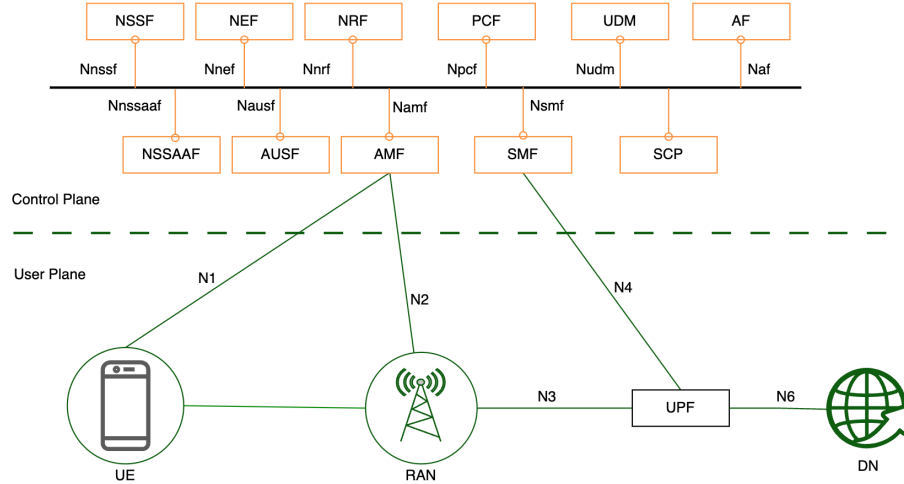 NSSF
NEF
NRF
PCF
UDM
AF
Nnssf
Nnef
Nnrf
Npcf
Nudm
Naf
Nnssaaf
Nausf
Namf
Nsmf
NSSAAF
AUSF
AMF
SMF
SCP
Control Plane
User Plane
N1
N2
N4
N3
N6
UPF
UE
RAN
DN